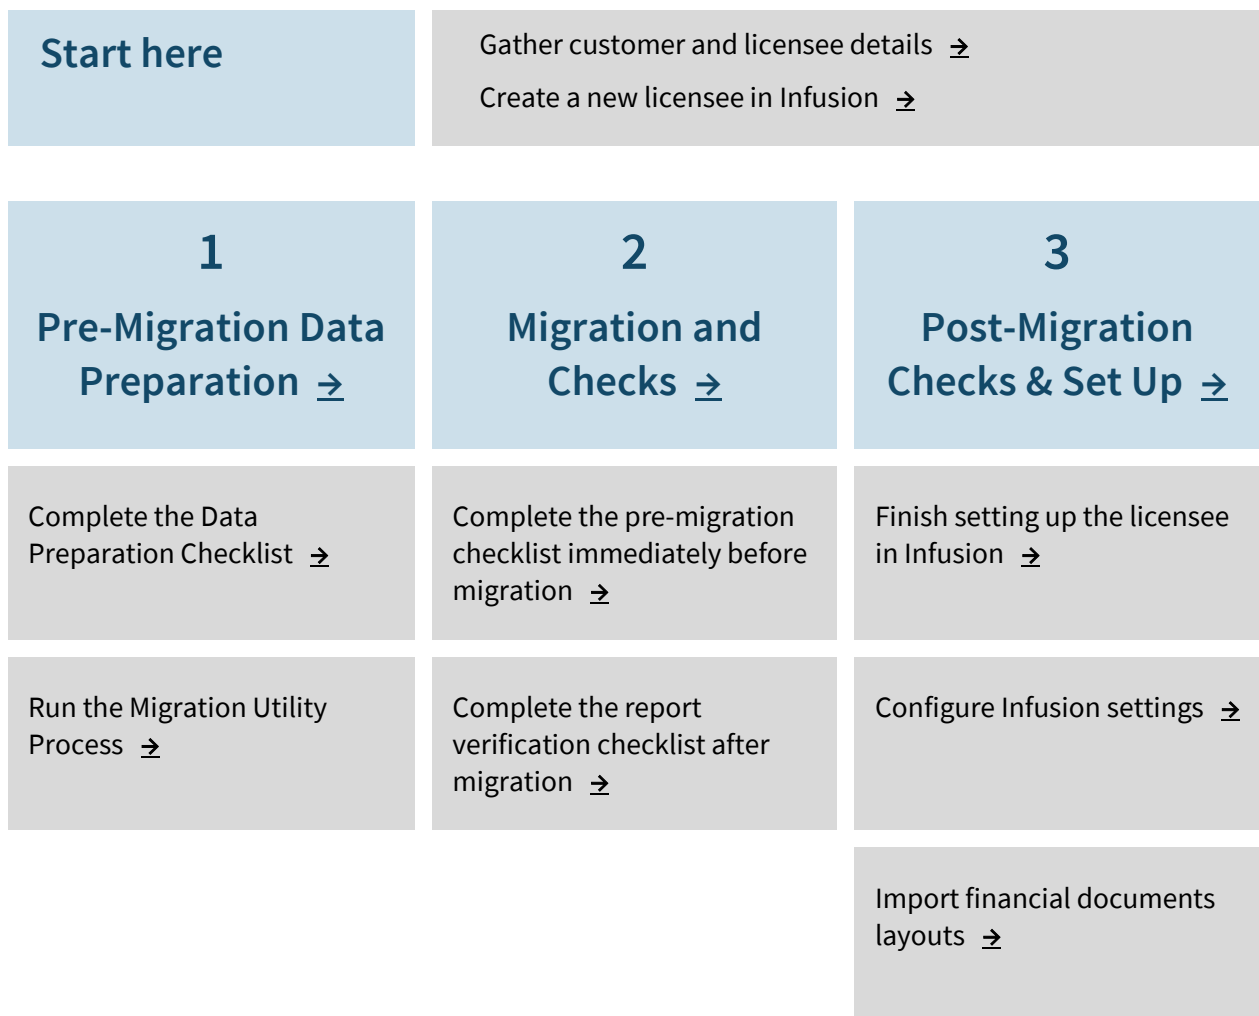 Start here
Gather customer and licensee details →
Create a new licensee in Infusion →
1
Pre-Migration Data
Preparation →
Complete the Data
Preparation Checklist →
Run the Migration Utility
Process →
2
Migration and
Checks →
Complete the pre-migration
checklist immediately before
migration →
Complete the report
verification checklist after
migration →
3
Post-Migration
Checks & Set Up →
Finish setting up the licensee
in Infusion →
Configure Infusion settings →
Import financial documents
layouts →